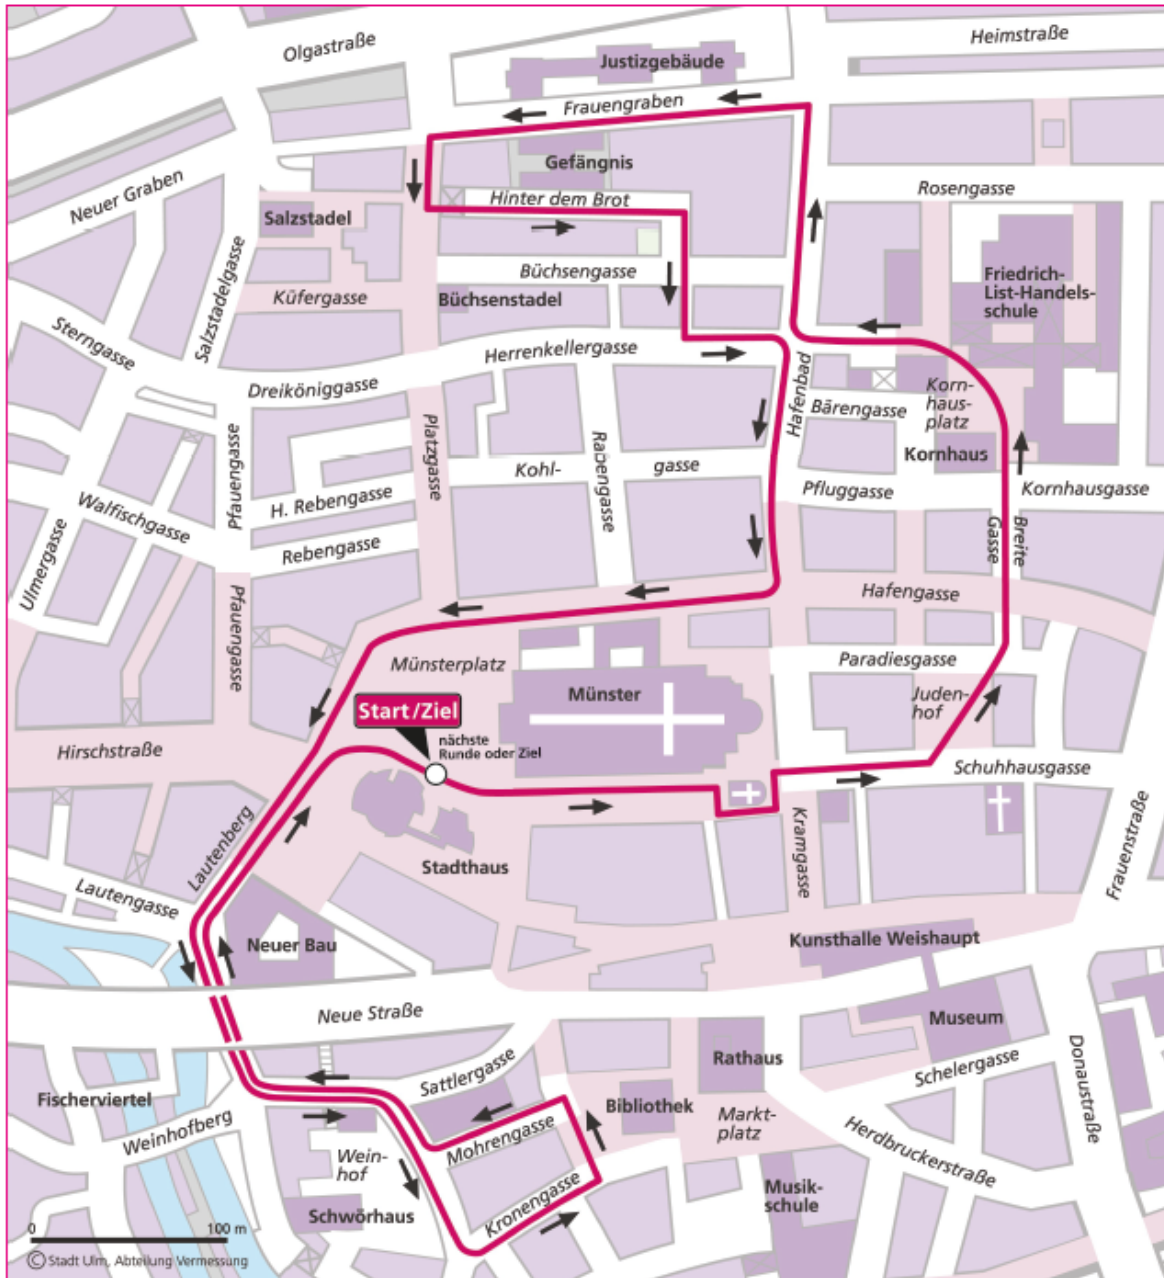 Olgastraße
Heimstraße
Justizgebäude
Frauengraben
Gefängnis
Neuer Graben
Hinter dem Brot
Rosengasse
Salzstadel
Salzstadelgasse
Büchsengasse
Friedrich-
List-Handels-
schule
Küfergasse
Büchsenstadel
Sterngasse
Herrenkellergasse
Dreiköniggasse
Hafenbad
Korn-
haus-
platz
Bärengasse
Platzgasse
Rabengasse
Kornhaus
Pfauengasse
Kohl-
gasse
Pfluggasse
Kornhausgasse
H. Rebengasse
Walfischgasse
Rebengasse
Breite
Gasse
Ulmergasse
Pfauengasse
Hafengasse
Münsterplatz
Paradiesgasse
Münster
Juden-
hof
Start/Ziel
nächste
Runde oder Ziel
Hirschstraße
Schuhhausgasse
Lautenberg
Kramgasse
Frauenstraße
Stadthaus
Lautengasse
Neuer Bau
Kunsthalle Weishaupt
Neue Straße
Museum
Rathaus
Schelergasse
Donaustraße
Sattlergasse
Fischerviertel
Bibliothek
Weinhofberg
Markt-
platz
Mohrengasse
Herdbruckerstraße
Wein-
hof
Kronengasse
Musik-
schule
Schwörhaus
0 100 m
© Stadt Ulm, Abteilung Vermessung